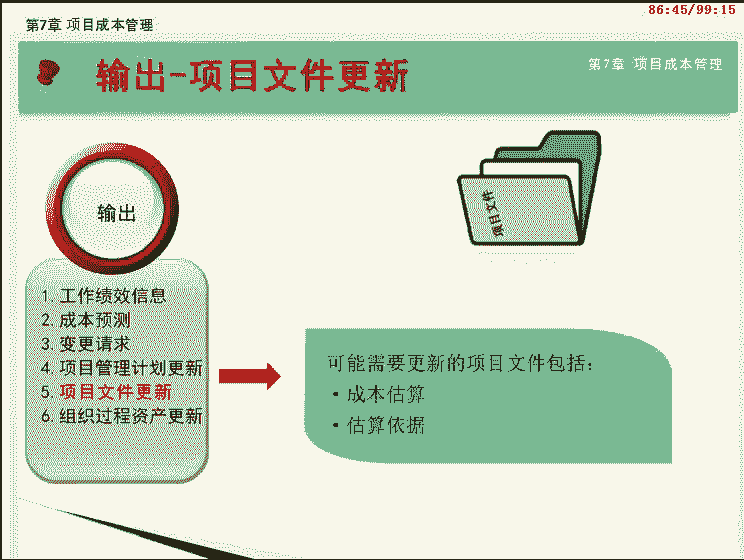 86:45/99:15
第7章 项目成本管理
输出-项目文件更新
第7章 项目成本管理
输出
1. 工作绩效信息
2. 成本预测
3. 变更请求
4. 项目管理计划更新
5. 项目文件更新
6. 组织过程资产更新
项目文件
可能需要更新的项目文件包括：
• 成本估算
• 估算依据